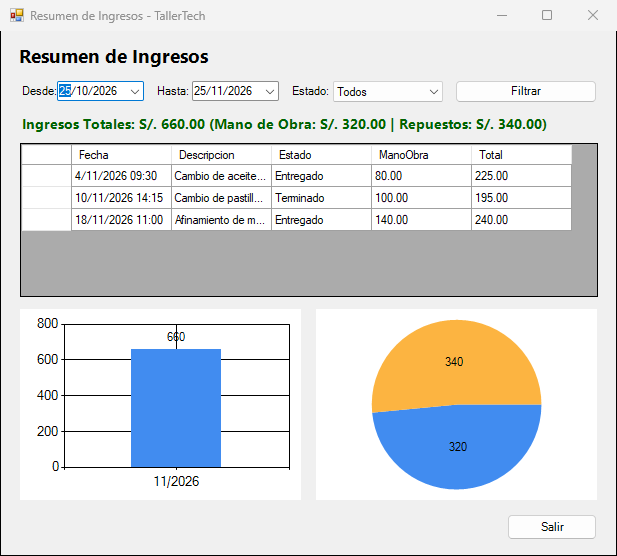 Resumen de Ingresos - TallerTech
Resumen de Ingresos
Desde: 25/10/2026 Hasta: 25/11/2026 Estado: Todos Filtrar
Ingresos Totales: S/. 660.00 (Mano de Obra: S/. 320.00 | Repuestos: S/. 340.00)
Fecha Descripcion Estado ManoObra Total
4/11/2026 09:30 Cambio de aceite... Entregado 80.00 225.00
10/11/2026 14:15 Cambio de pastill... Terminado 100.00 195.00
18/11/2026 11:00 Afinamiento de m... Entregado 140.00 240.00
800
660
600
400
200
0
11/2026
340
320
Salir